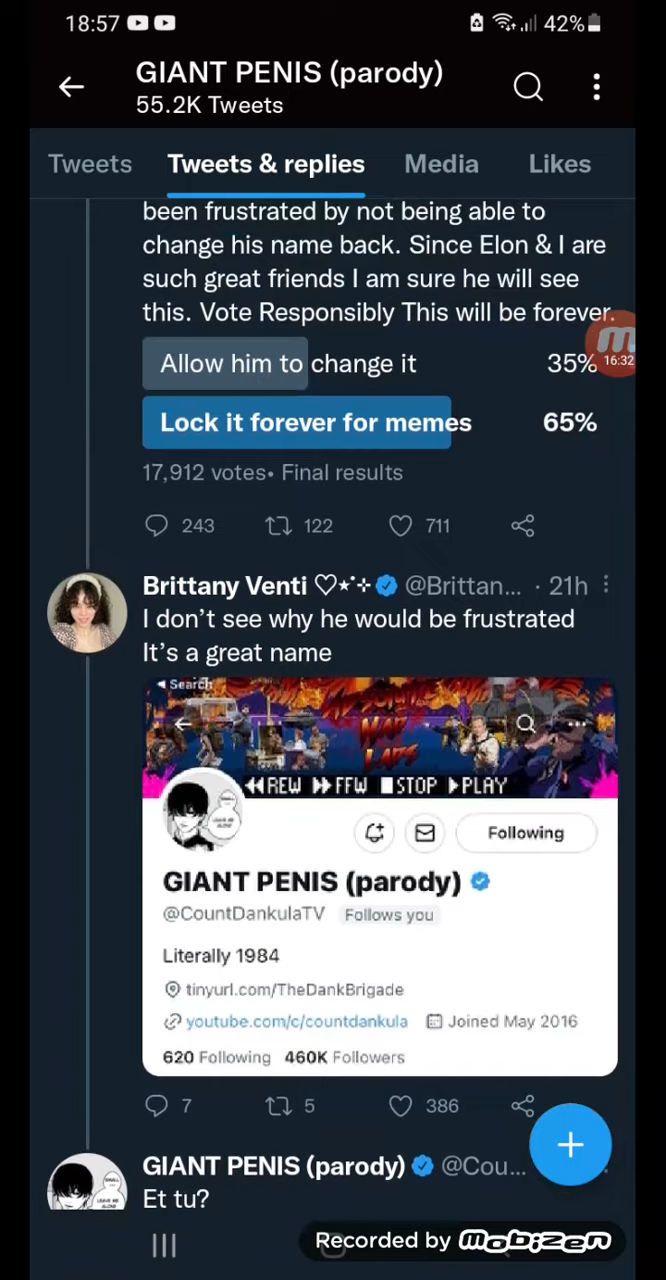 18:57
42%
GIANT PENIS (parody)
55.2K Tweets
Tweets
Tweets & replies
Media
Likes
been frustrated by not being able to
change his name back. Since Elon & I are
such great friends I am sure he will see
this. Vote Responsibly This will be forever.
16:32
Allow him to change it
35%
Lock it forever for memes
65%
17,912 votes• Final results
243
122
711
Brittany Venti ♡⋆˙⊹ @Brittan... · 21h
I don't see why he would be frustrated
It's a great name
Search
REW FFW STOP PLAY
Following
GIANT PENIS (parody)
@CountDankulaTV Follows you
Literally 1984
tinyurl.com/TheDankBrigade
youtube.com/c/countdankula Joined May 2016
620 Following 460K Followers
7
5
386
GIANT PENIS (parody) @Cou...
Et tu?
Recorded by mobizen